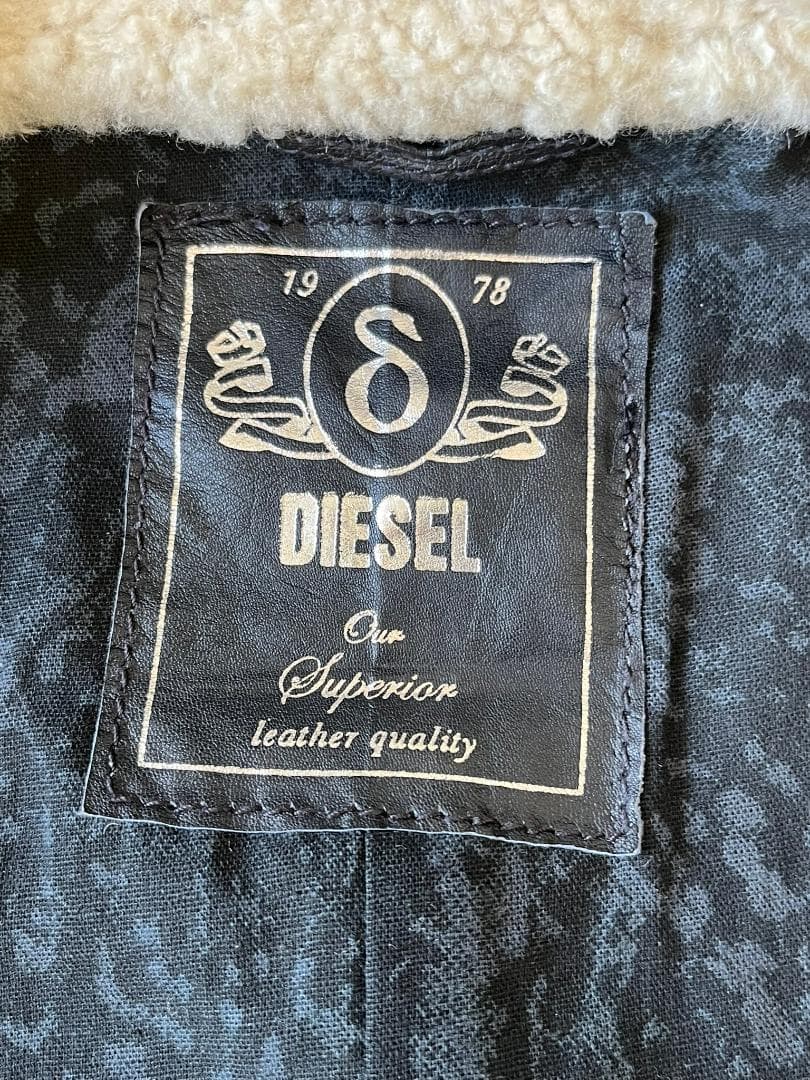 19 78
δ
DIESEL
Our
Superior
leather quality